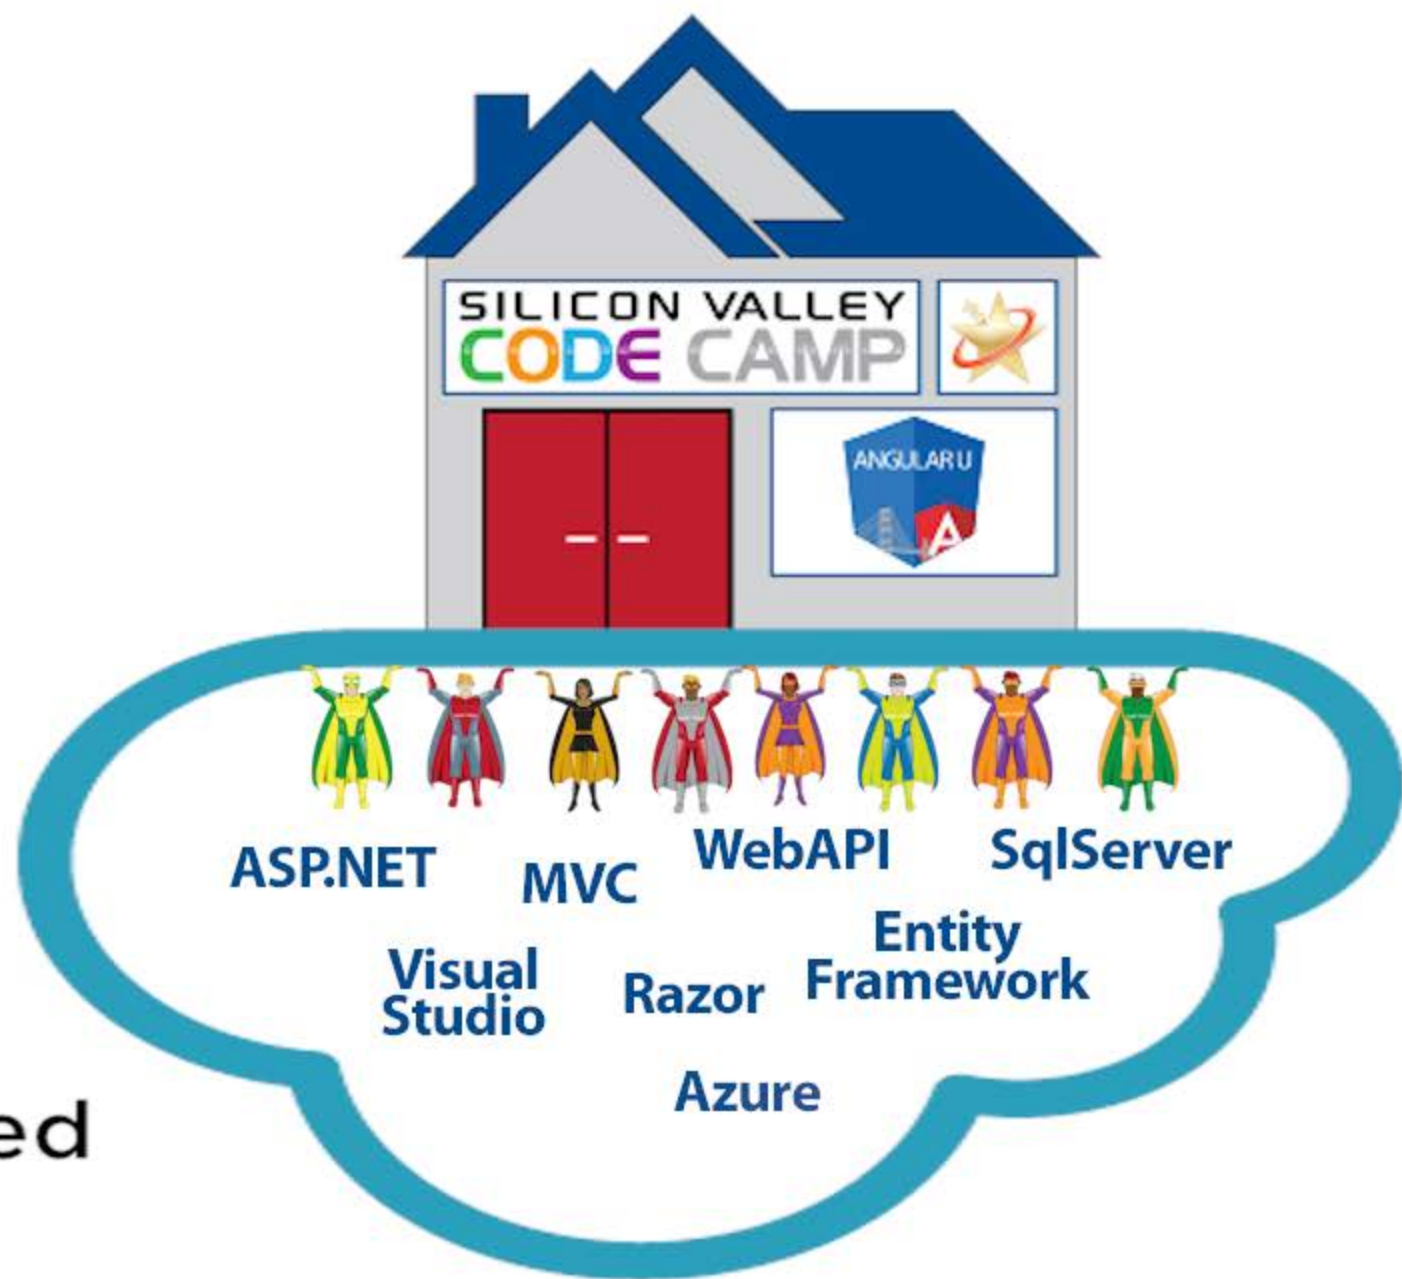 SILICON VALLEY
CODE CAMP
ANGULAR U
A
ASP.NET
MVC
WebAPI
SqlServer
Visual
Studio
Razor
Entity
Framework
Azure
ed